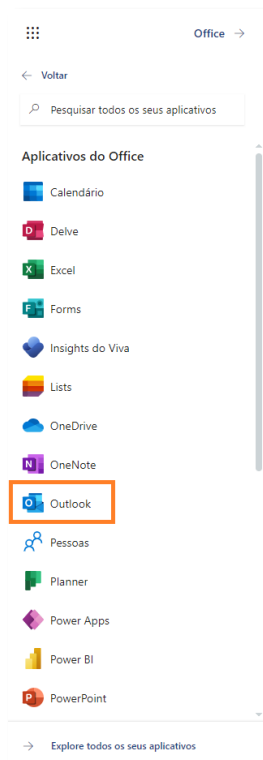 Office →
← Voltar
Pesquisar todos os seus aplicativos
Aplicativos do Office
Calendário
D Delve
X Excel
F Forms
Insights do Viva
Lists
OneDrive
N OneNote
O Outlook
Pessoas
Planner
Power Apps
Power BI
P PowerPoint
→ Explore todos os seus aplicativos